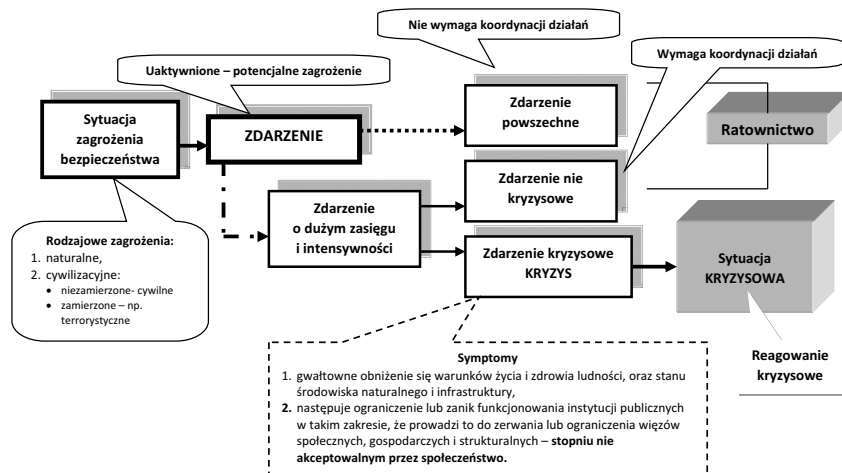 Nie wymaga koordynacji działań
Wymaga koordynacji działań
Uaktywnione – potencjalne zagrożenie
Sytuacja
zagrożenia
bezpieczeństwa
ZDARZENIE
Zdarzenie
powszechne
Ratownictwo
Zdarzenie nie
kryzysowe
Zdarzenie
o dużym zasięgu
i intensywności
Zdarzenie kryzysowe
KRYZYS
Sytuacja
KRYZYSOWA
Rodzajowe zagrożenia:
1. naturalne,
2. cywilizacyjne:
• niezamierzone- cywilne
• zamierzone – np.
terrorystyczne
Reagowanie
kryzysowe
Symptomy
1. gwałtowne obniżenie się warunków życia i zdrowia ludności, oraz stanu
środowiska naturalnego i infrastruktury,
2. następuje ograniczenie lub zanik funkcjonowania instytucji publicznych
w takim zakresie, że prowadzi to do zerwania lub ograniczenia więzów
społecznych, gospodarczych i strukturalnych – stopniu nie
akceptowalnym przez społeczeństwo.